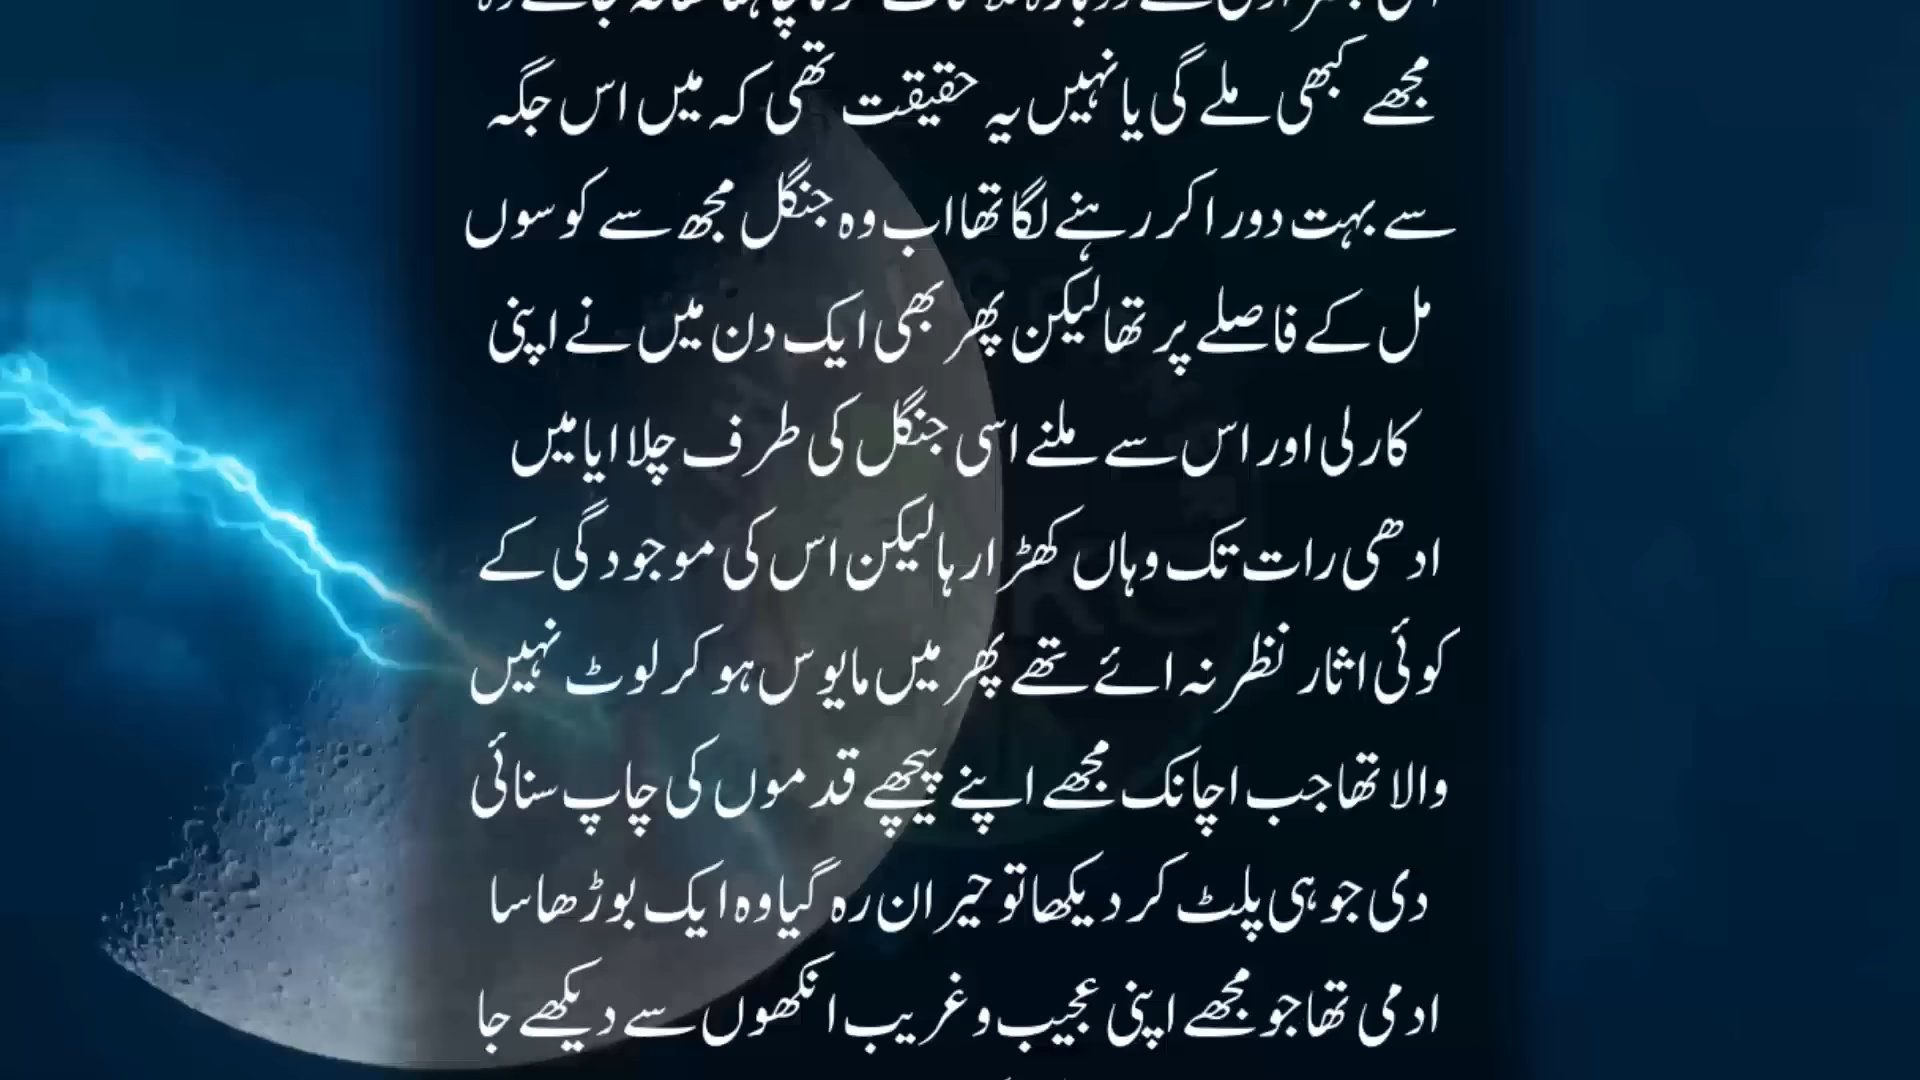 مجھے کبھی ملے گی یا نہیں یہ حقیقت تھی کہ میں اس جگہ
سے بہت دور اکر رہنے لگا تھا اب وہ جنگل مجھ سے کوسوں
مل کے فاصلے پر تھا لیکن پھر بھی ایک دن میں نے اپنی
کار لی اور اس سے ملنے اسی جنگل کی طرف چلا ایا میں
ادھی رات تک وہاں کھڑا رہا لیکن اس کی موجودگی کے
کوئی اثار نظر نہ ائے تھے پھر میں مایوس ہو کر لوٹ نہیں
والا تھا جب اچانک مجھے اپنے پیچھے قدموں کی چاپ سنائی
دی جو ہی پلٹ کر دیکھا تو حیران رہ گیا وہ ایک بوڑھا سا
ادمی تھا جو مجھے اپنی عجیب و غریب انکھوں سے دیکھے جا